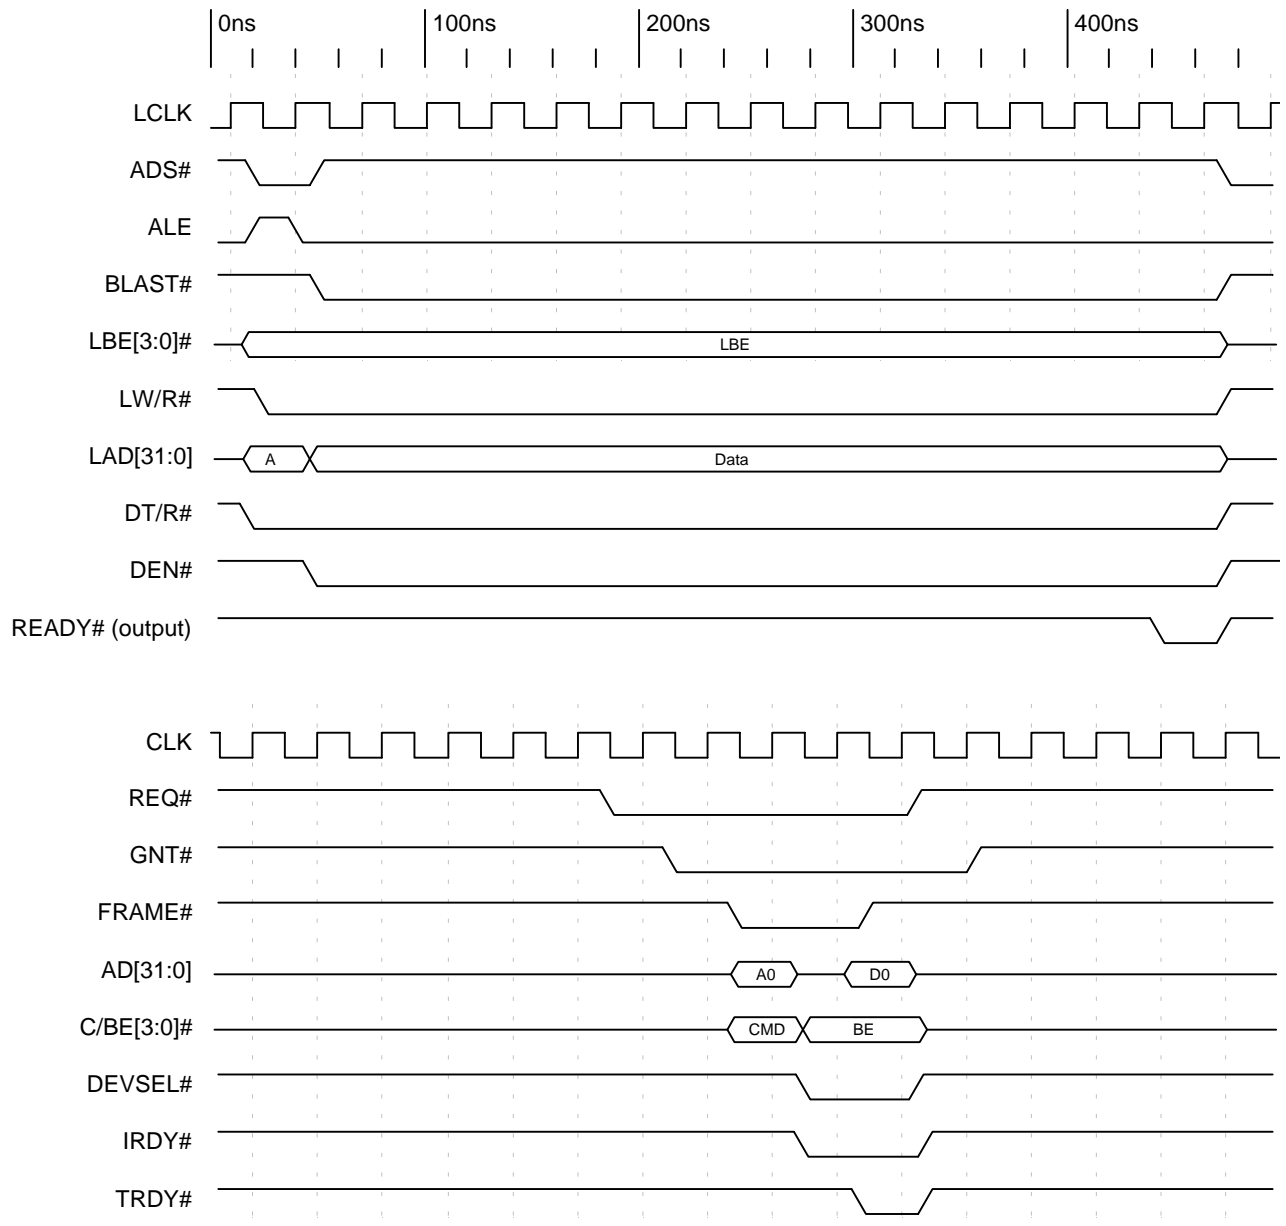 0ns 100ns 200ns 300ns 400ns
LCLK
ADS#
ALE
BLAST#
LBE[3:0]# LBE
LW/R#
LAD[31:0] A Data
DT/R#
DEN#
READY# (output)
CLK
REQ#
GNT#
FRAME#
AD[31:0] A0 D0
C/BE[3:0]# CMD BE
DEVSEL#
IRDY#
TRDY#